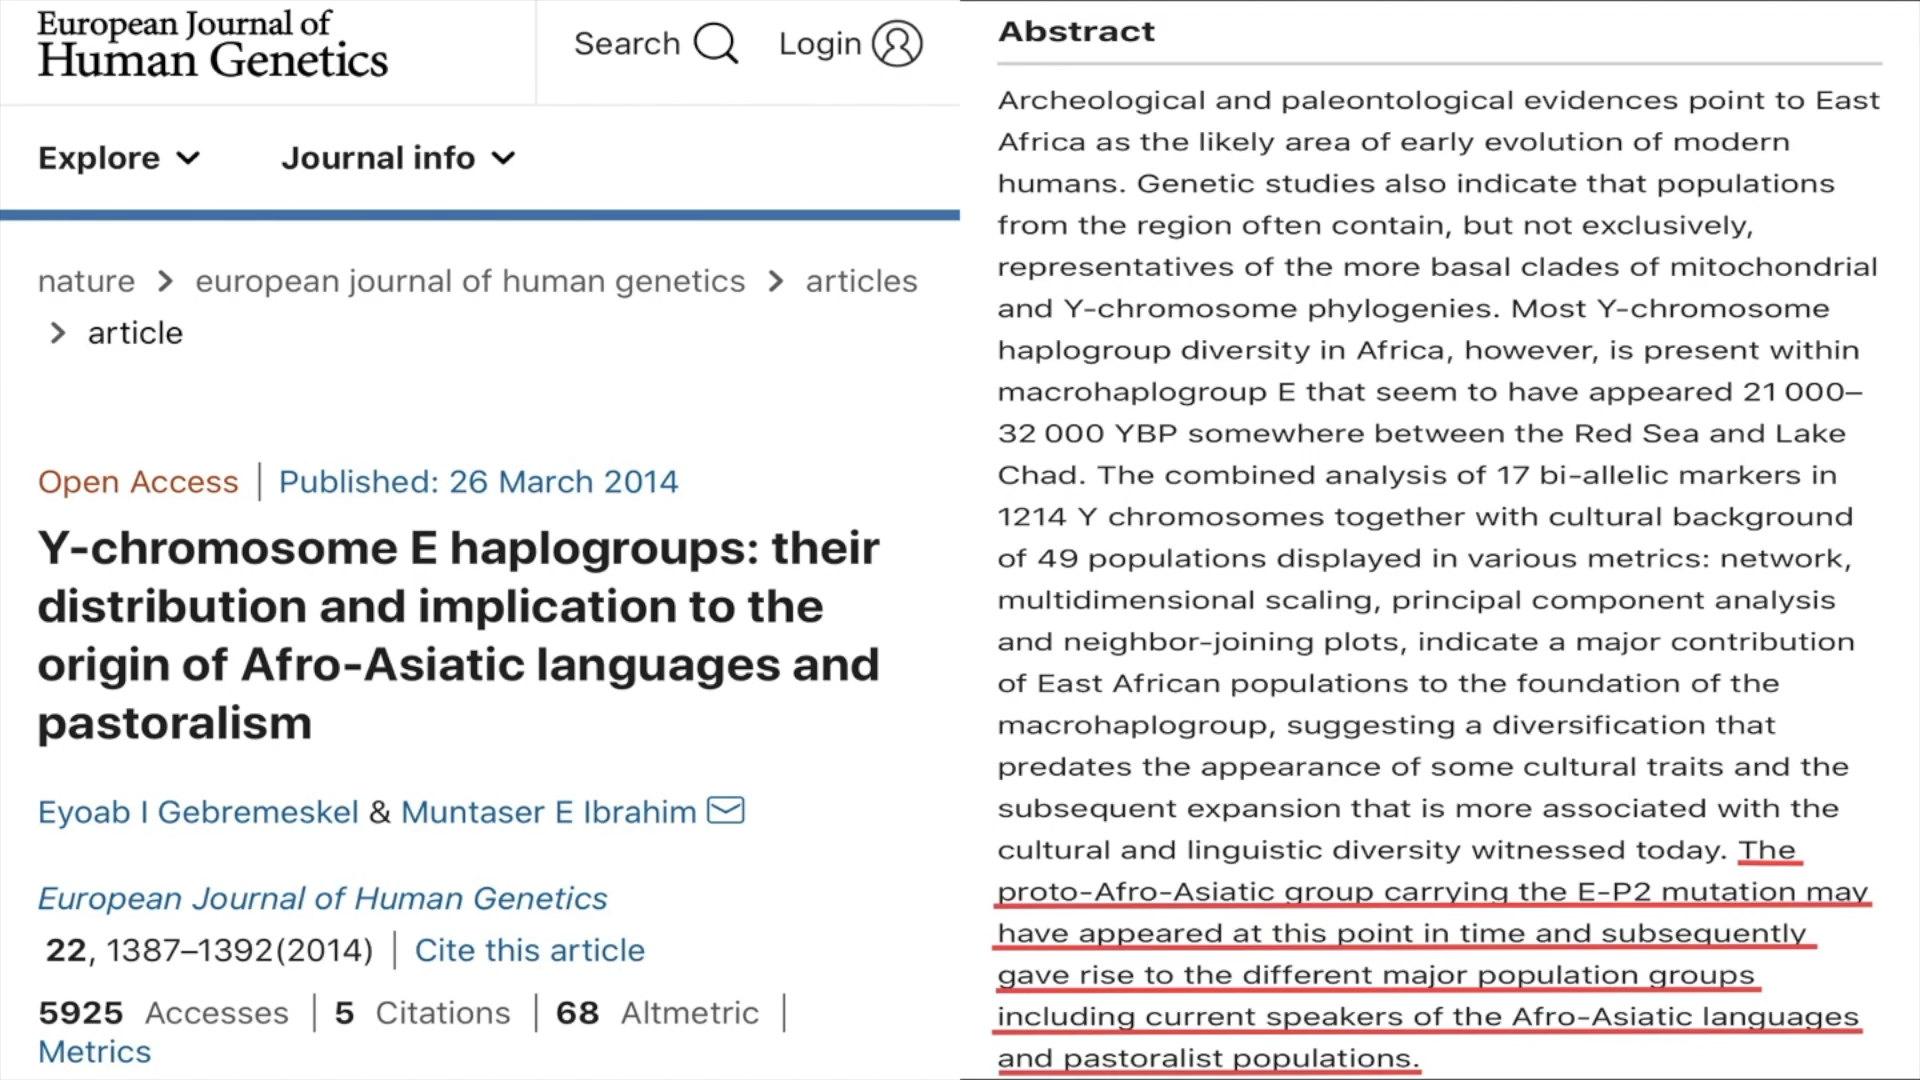 European Journal of
Human Genetics
Search
Login
Explore
Journal info
nature > european journal of human genetics > articles
> article
Open Access | Published: 26 March 2014
Y-chromosome E haplogroups: their
distribution and implication to the
origin of Afro-Asiatic languages and
pastoralism
Eyoab I Gebremeskel & Muntaser E Ibrahim
European Journal of Human Genetics
22, 1387–1392(2014) | Cite this article
5925 Accesses | 5 Citations | 68 Altmetric |
Metrics
Abstract
Archeological and paleontological evidences point to East
Africa as the likely area of early evolution of modern
humans. Genetic studies also indicate that populations
from the region often contain, but not exclusively,
representatives of the more basal clades of mitochondrial
and Y-chromosome phylogenies. Most Y-chromosome
haplogroup diversity in Africa, however, is present within
macrohaplogroup E that seem to have appeared 21 000–
32 000 YBP somewhere between the Red Sea and Lake
Chad. The combined analysis of 17 bi-allelic markers in
1214 Y chromosomes together with cultural background
of 49 populations displayed in various metrics: network,
multidimensional scaling, principal component analysis
and neighbor-joining plots, indicate a major contribution
of East African populations to the foundation of the
macrohaplogroup, suggesting a diversification that
predates the appearance of some cultural traits and the
subsequent expansion that is more associated with the
cultural and linguistic diversity witnessed today. The
proto-Afro-Asiatic group carrying the E-P2 mutation may
have appeared at this point in time and subsequently
gave rise to the different major population groups
including current speakers of the Afro-Asiatic languages
and pastoralist populations.